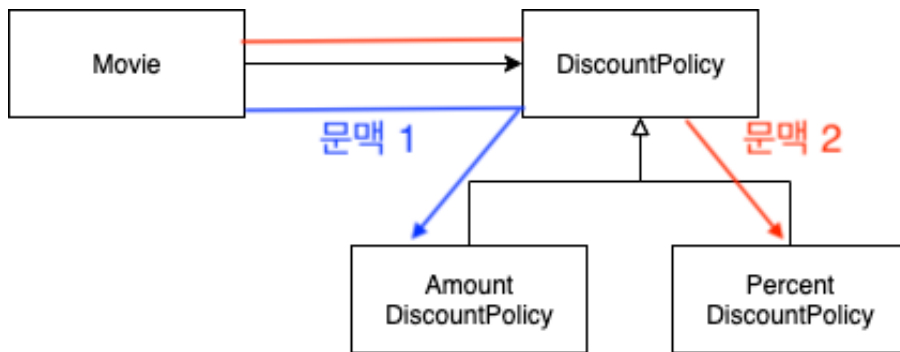 Movie
DiscountPolicy
문맥 1
문맥 2
Amount
DiscountPolicy
Percent
DiscountPolicy